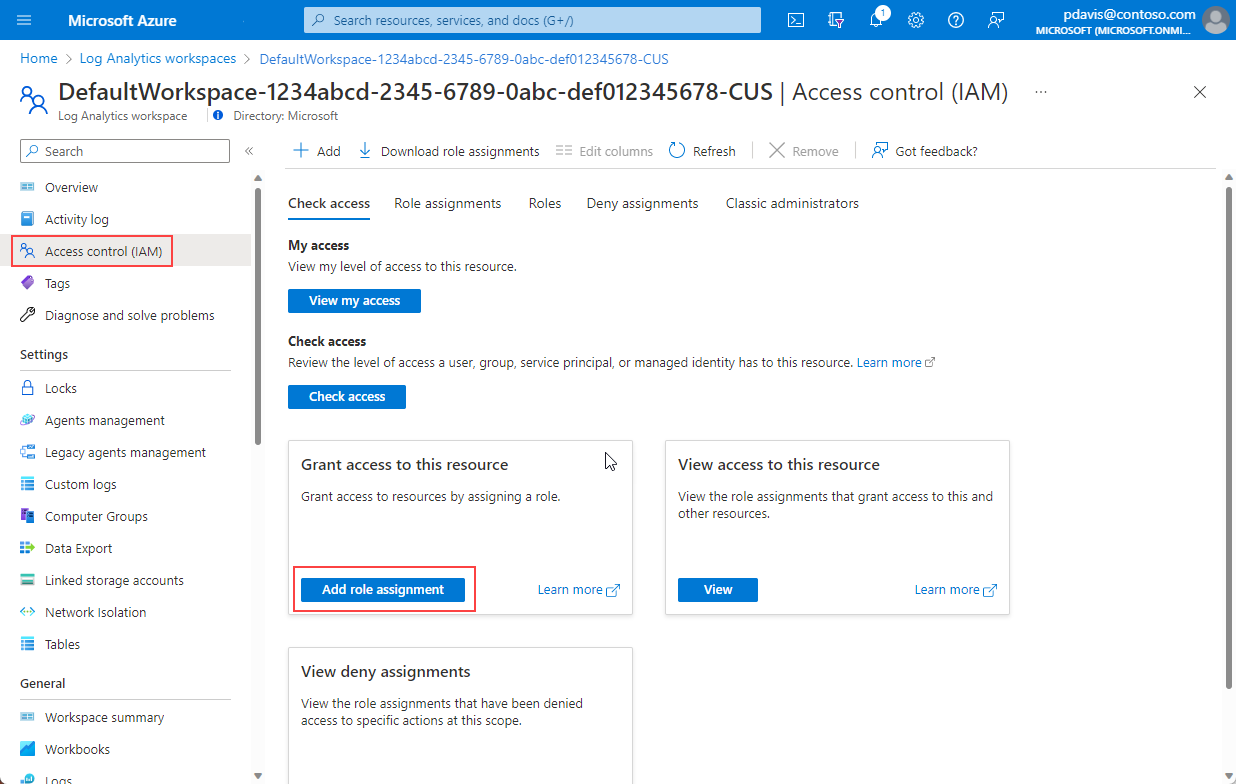 Microsoft Azure
Search resources, services, and docs (G+/)
1
pdavis@contoso.com
MICROSOFT (MICROSOFT.ONMI...
Home > Log Analytics workspaces > DefaultWorkspace-1234abcd-2345-6789-0abc-def012345678-CUS
DefaultWorkspace-1234abcd-2345-6789-0abc-def012345678-CUS | Access control (IAM) ...
Log Analytics workspace
Directory: Microsoft
Search
«
Overview
Activity log
Access control (IAM)
Tags
Diagnose and solve problems
Settings
Locks
Agents management
Legacy agents management
Custom logs
Computer Groups
Data Export
Linked storage accounts
Network Isolation
Tables
General
Workspace summary
Workbooks
Logs
Add
Download role assignments
Edit columns
Refresh
Remove
Got feedback?
Check access
Role assignments
Roles
Deny assignments
Classic administrators
My access
View my level of access to this resource.
View my access
Check access
Review the level of access a user, group, service principal, or managed identity has to this resource. Learn more
Check access
Grant access to this resource
Grant access to resources by assigning a role.
Add role assignment
Learn more
View access to this resource
View the role assignments that grant access to this and
other resources.
View
Learn more
View deny assignments
View the role assignments that have been denied
access to specific actions at this scope.